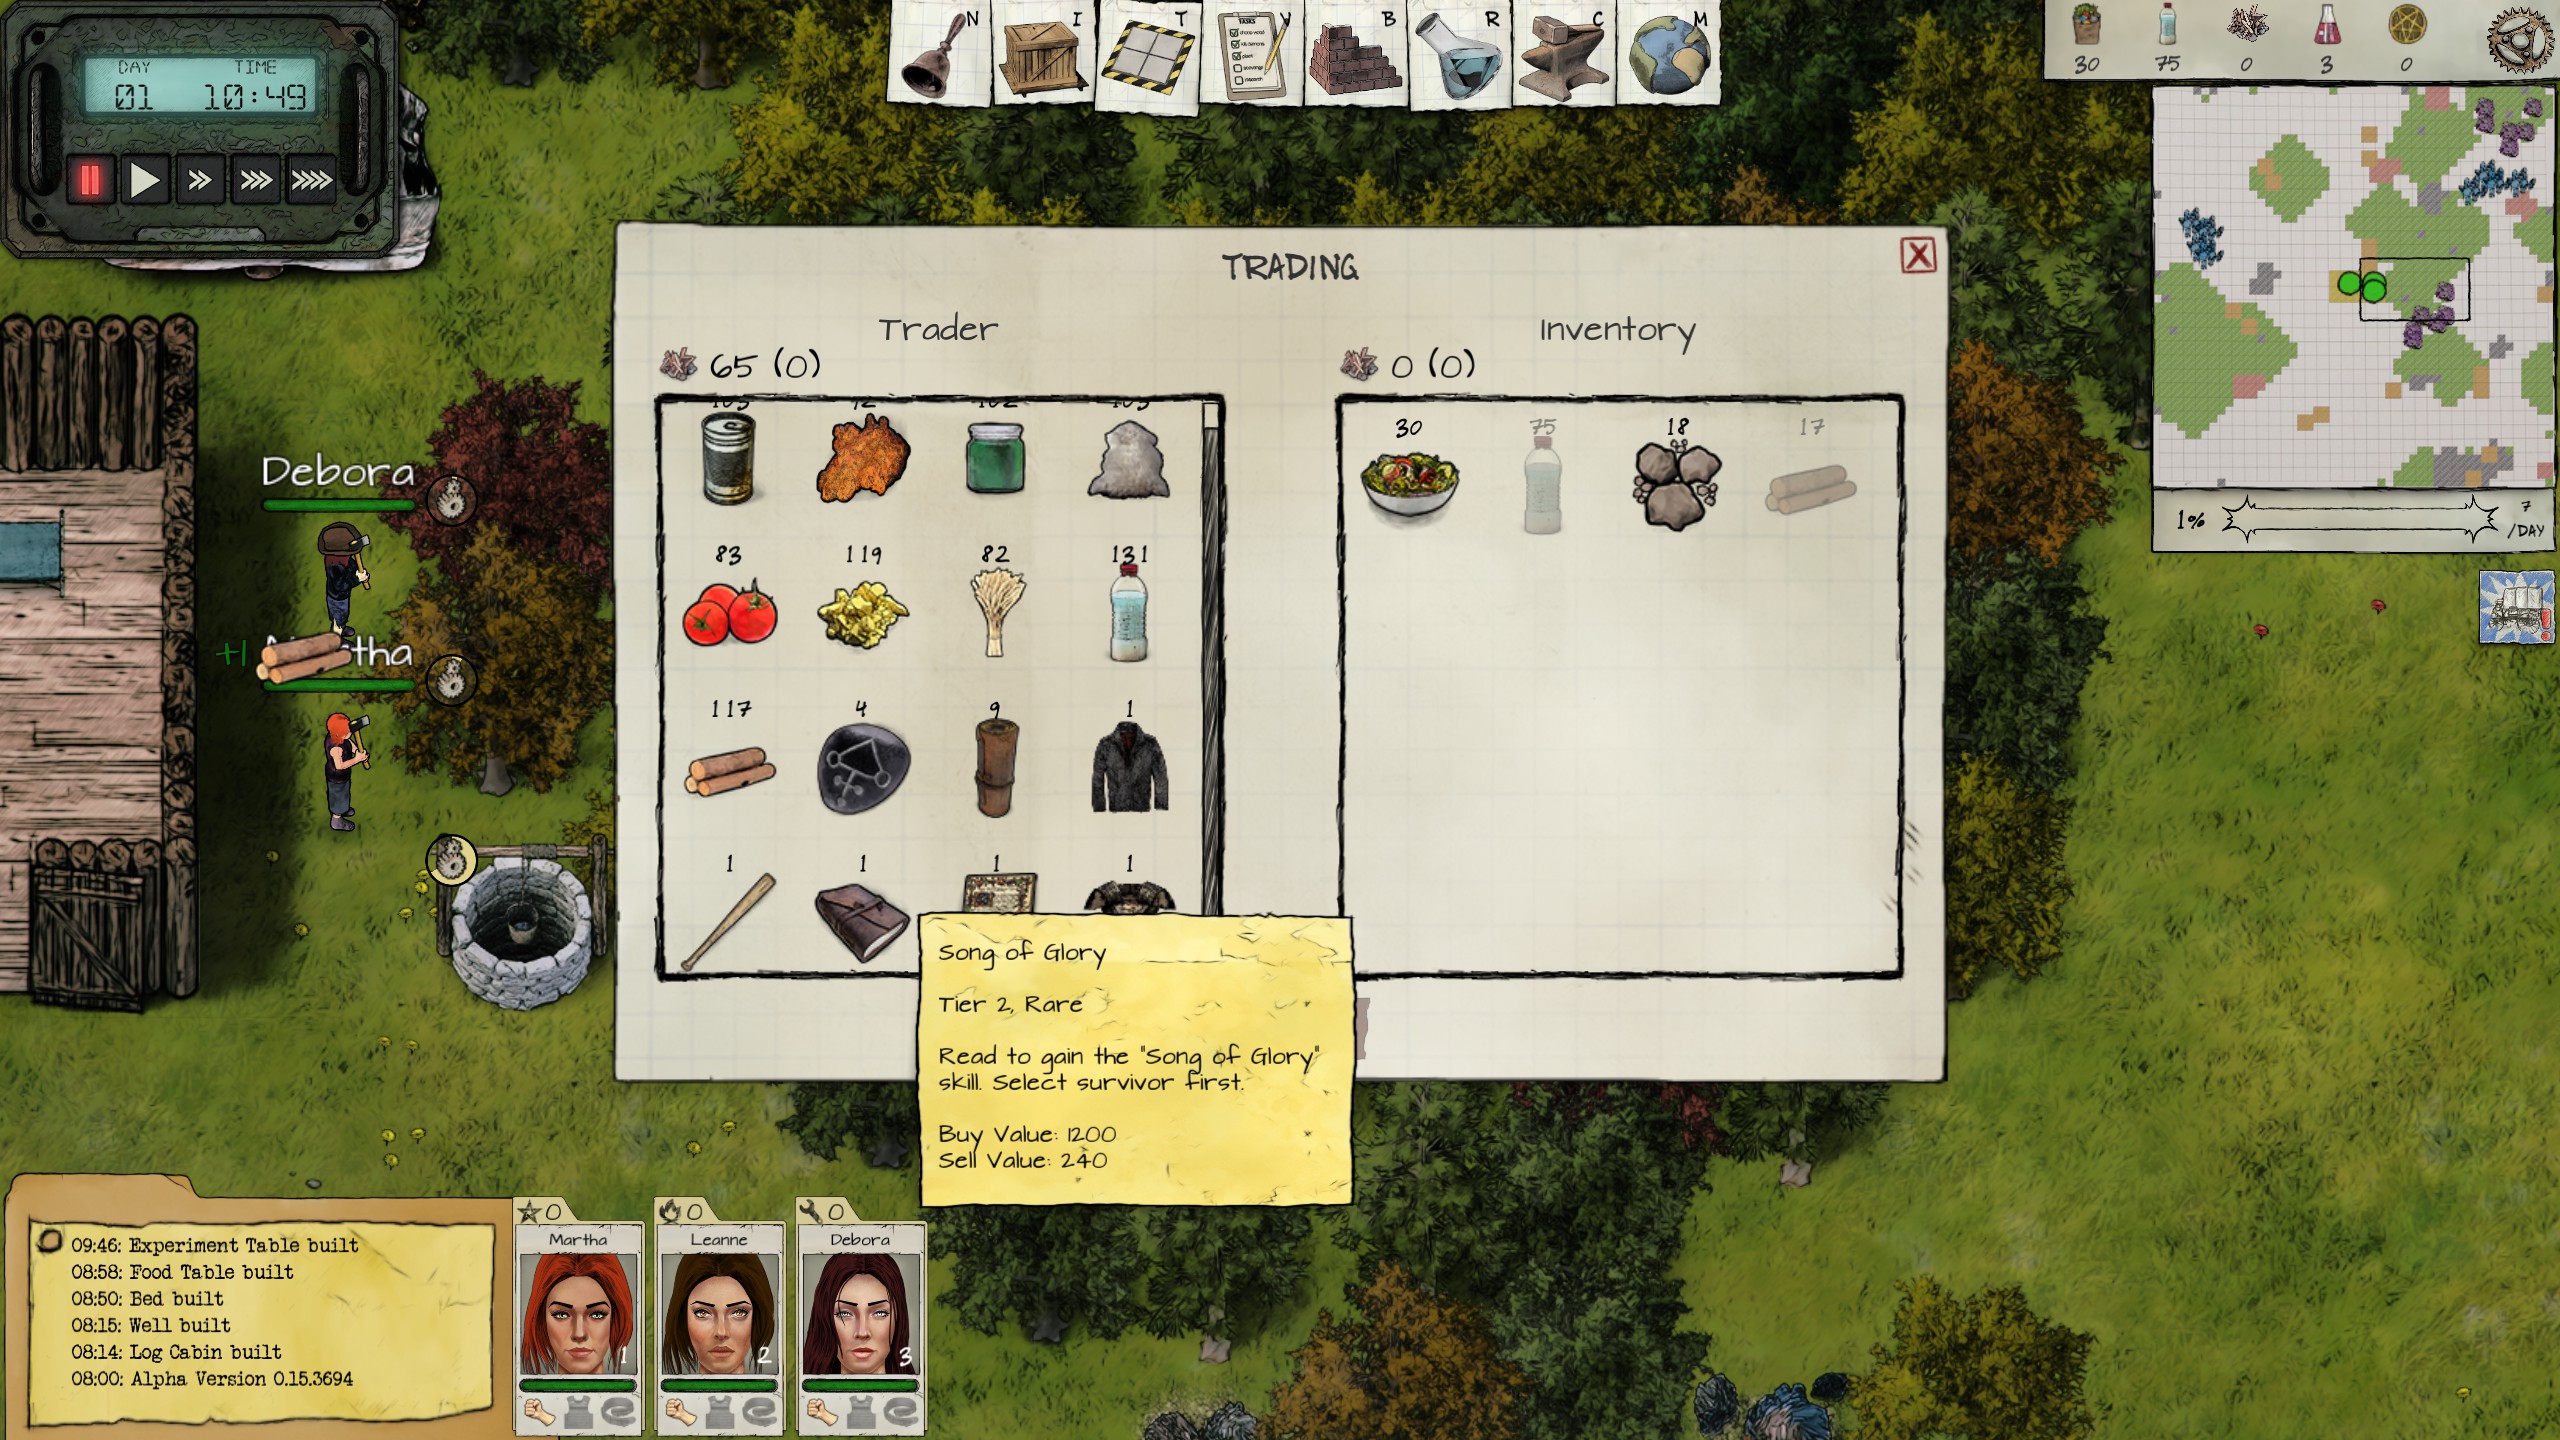 DAY TIME
01 10:49
N I T V B R C M
TASKS
30 75 0 3 0
1% 7
/DAY
TRADING
Trader Inventory
65 (0) 0 (0)
30 75 18 17
83 119 82 131
117 4 9 1
1 1 1 1
Debora
+1
Song of Glory
Tier 2, Rare
Read to gain the "Song of Glory"
skill. Select survivor first.
Buy Value: 1200
Sell Value: 240
09:46: Experiment Table built
08:58: Food Table built
08:50: Bed built
08:15: Well built
08:14: Log Cabin built
08:00: Alpha Version 0.15.3694
0 0 0
Martha Leanne Debora
1 2 3